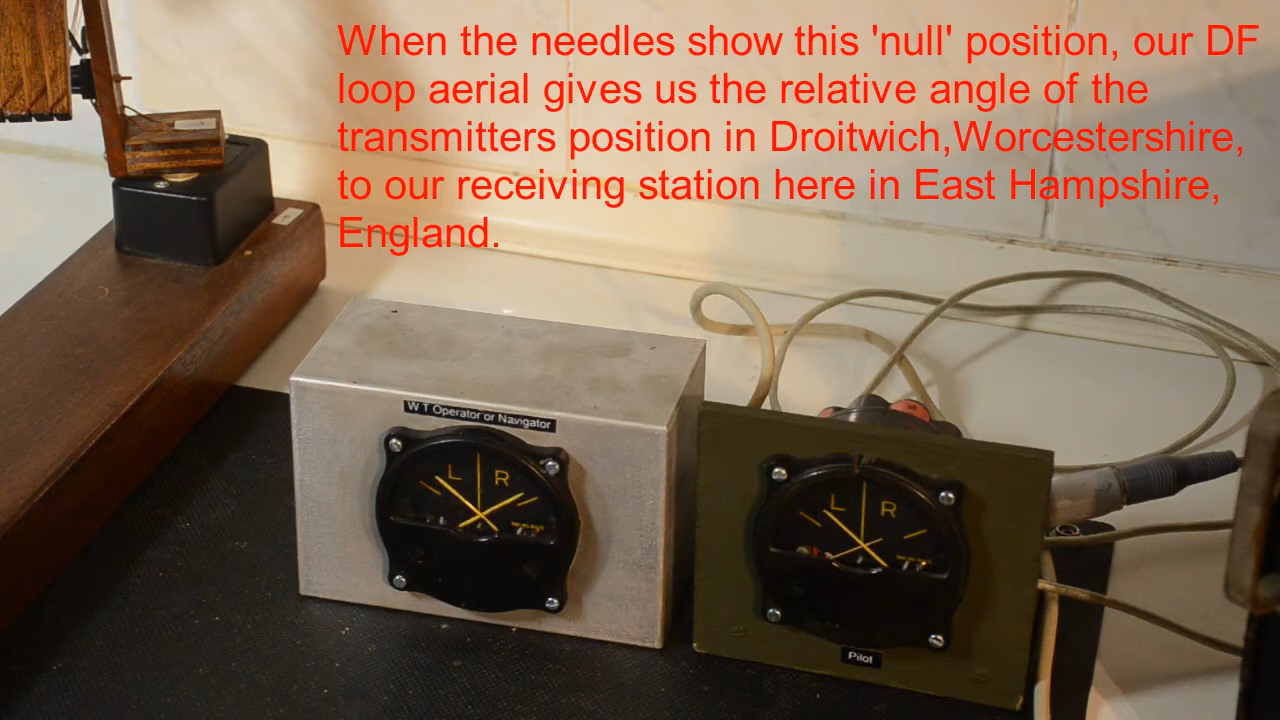 When the needles show this 'null' position, our DF
loop aerial gives us the relative angle of the
transmitters position in Droitwich,Worcestershire,
to our receiving station here in East Hampshire,
England.
W T Operator or Navigator
L R
L R
Pilot